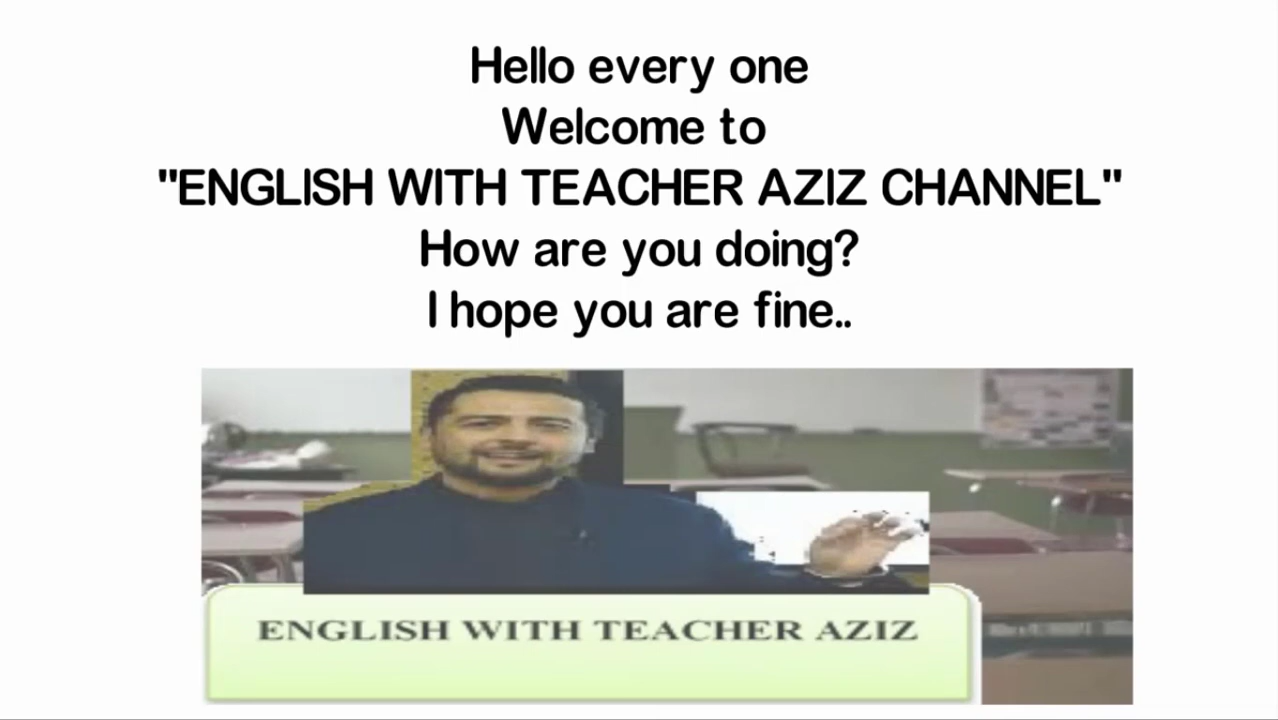 Hello every one
Welcome to
"ENGLISH WITH TEACHER AZIZ CHANNEL"
How are you doing?
I hope you are fine..
ENGLISH WITH TEACHER AZIZ